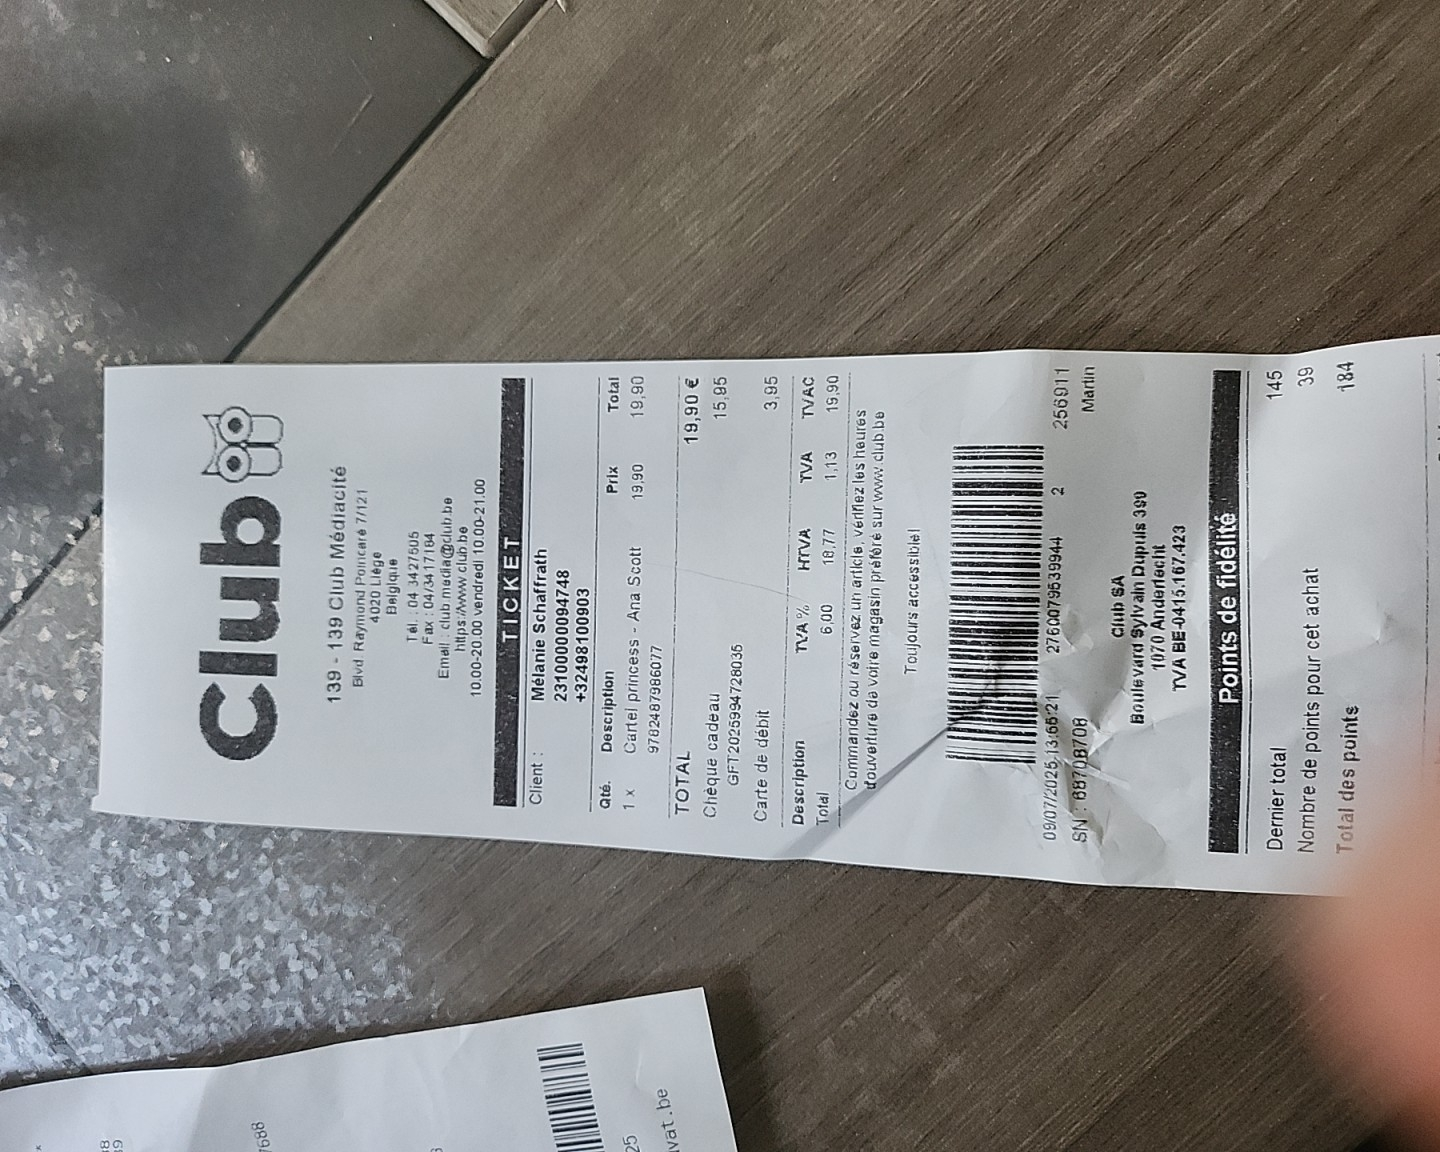 Club
139 - 139 Club Médiacité
Blvd. Raymond Poincaré 7/121
4020 Liège
Belgique
Tél. : 04 3427505
Fax : 04/3417194
Email : club.media@club.be
https://www.club.be
10.00-20.00 vendredi 10.00-21.00
TICKET
Client : Mélanie Schaffrath
2310000094748
+32498100903
Qté. Description Prix Total
1 x Cartel princess - Ana Scott 19,90 19,90
9782487986077
TOTAL 19,90 €
Chèque cadeau 15,95
GFT2025994728035
Carte de débit 3,95
Description TVA % HTVA TVA TVAC
Total 6,00 18,77 1,13 19,90
Commandez ou réservez un article, vérifiez les heures
d'ouverture de votre magasin préféré sur www.club.be
Toujours accessible!
09/07/2025 2760079539944 2 256911
SN : 6870B708 Martin
Club SA
Boulevard Sylvain Dupuis 399
1070 Anderlecht
TVA BE-0415.167.423
Points de fidélité
Dernier total 145
Nombre de points pour cet achat 39
Total des points 184
7688
25
vat.be